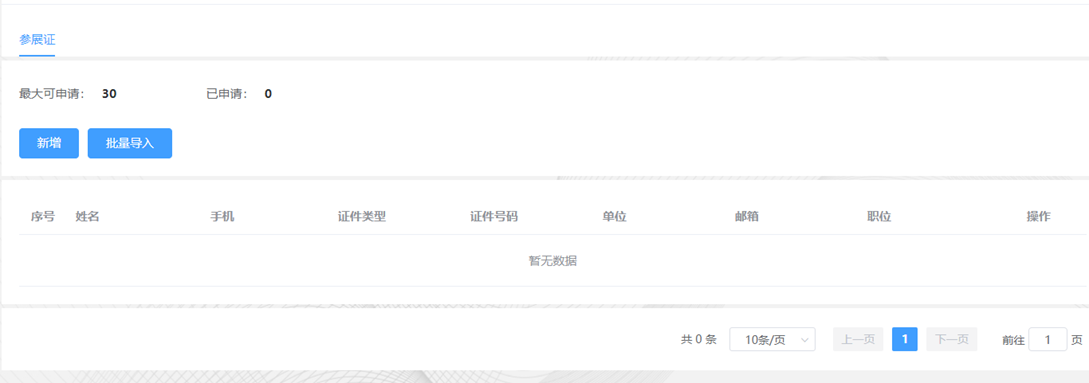 参展证
最大可申请： 30 已申请： 0
新增 批量导入
序号 姓名 手机 证件类型 证件号码 单位 邮箱 职位 操作
暂无数据
共 0 条 10条/页 上一页 1 下一页 前往 1 页